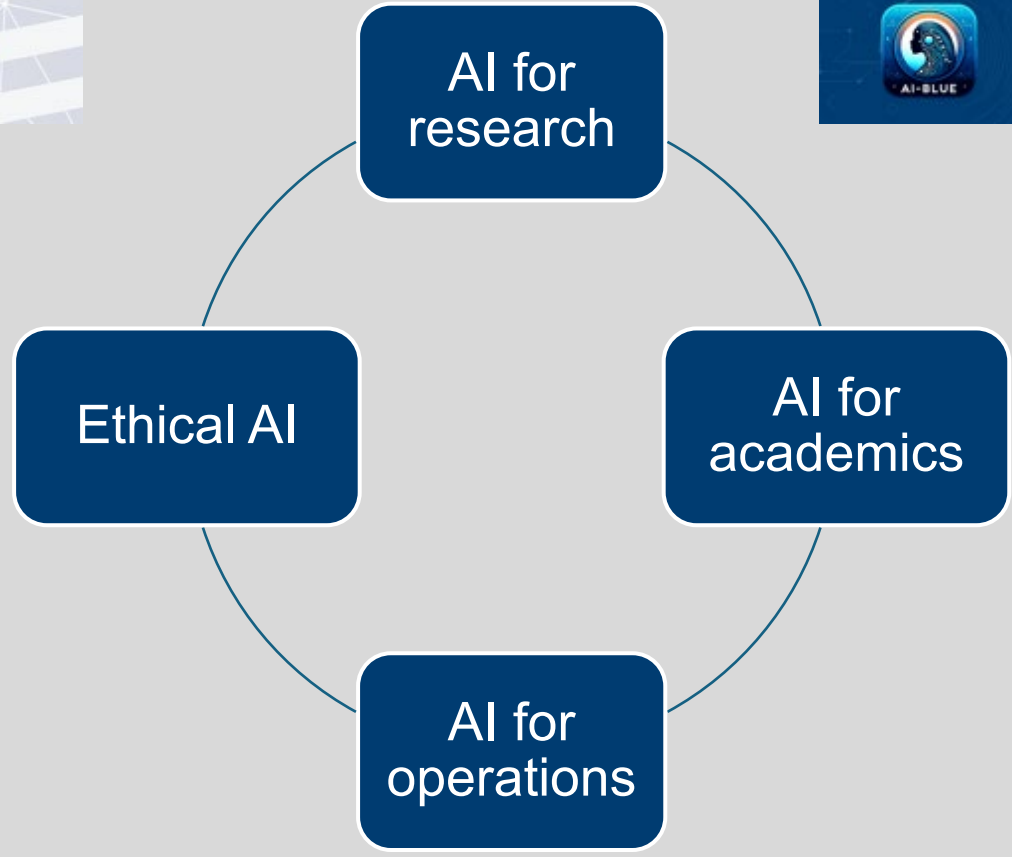 AI for
research
AI-BLUE
Ethical AI
AI for
academics
AI for
operations